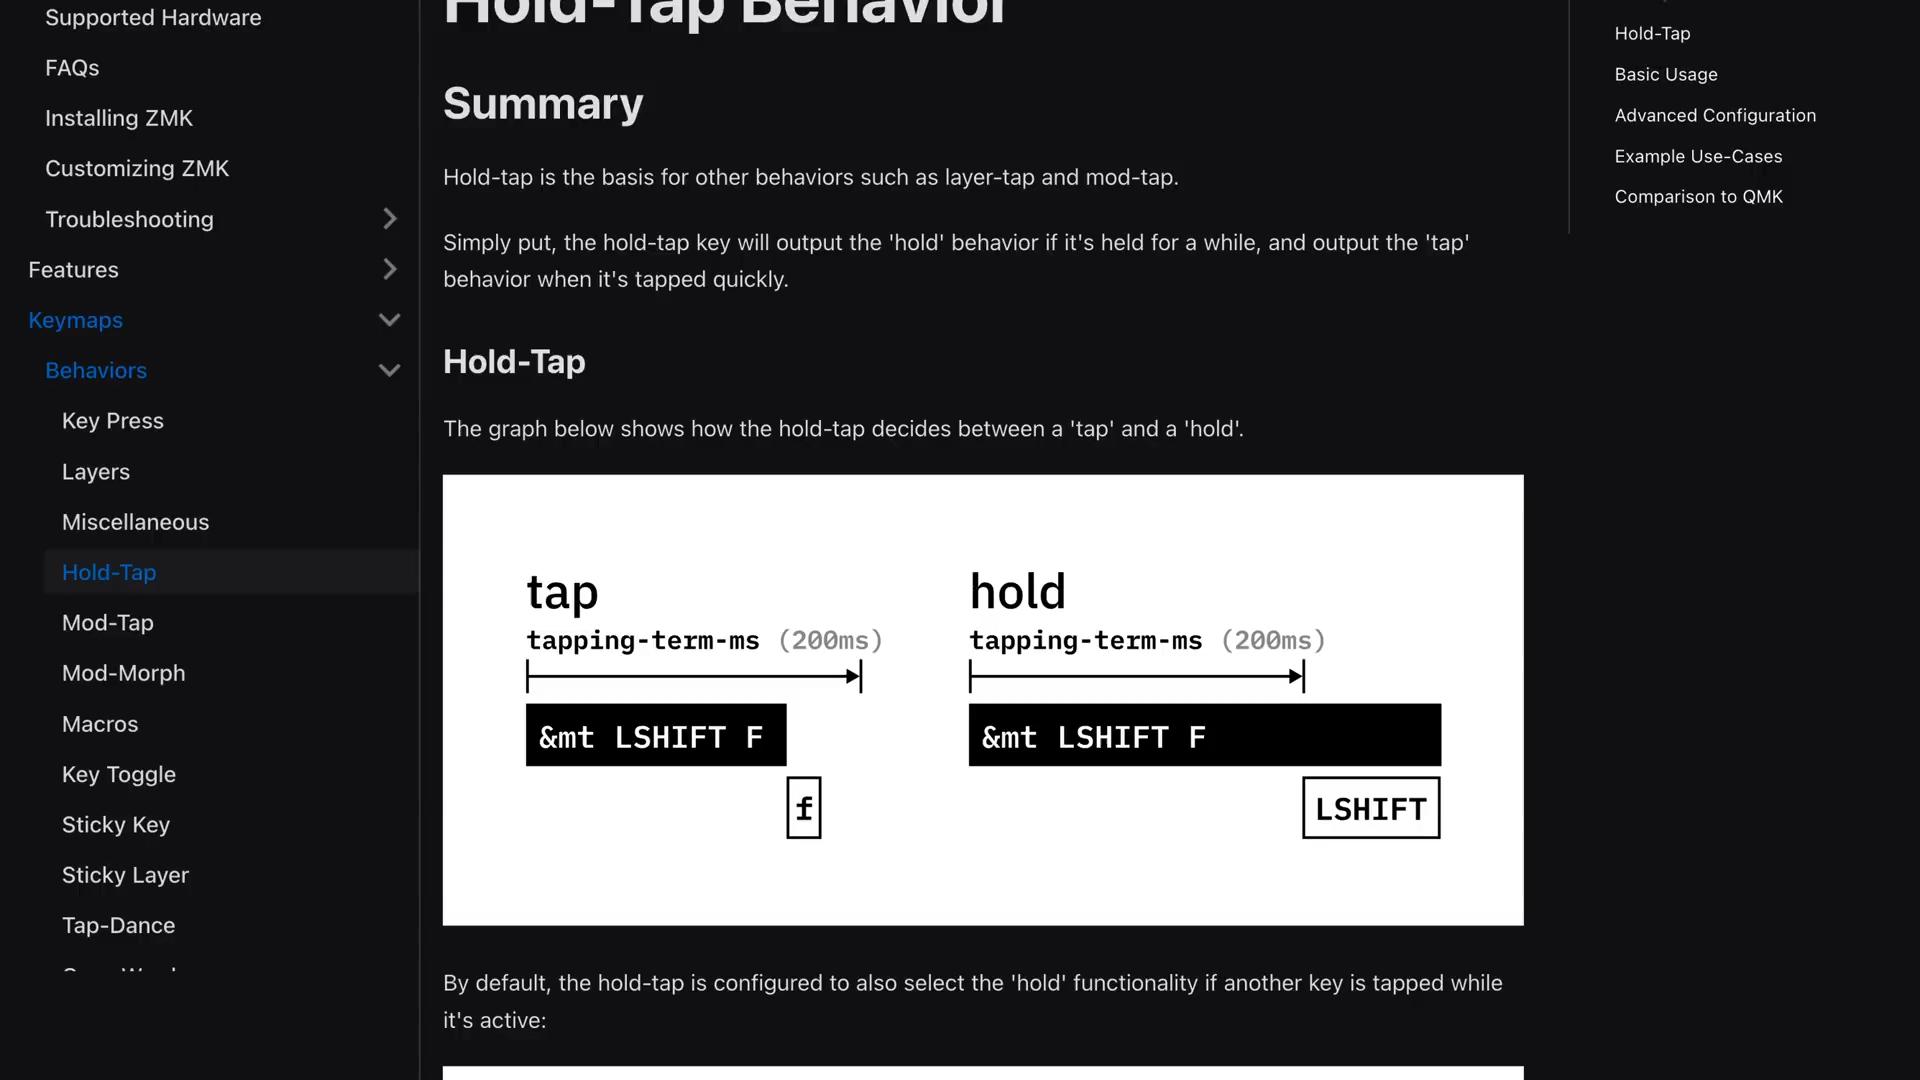 Supported Hardware
FAQs
Installing ZMK
Customizing ZMK
Troubleshooting
Features
Keymaps
Behaviors
Key Press
Layers
Miscellaneous
Hold-Tap
Mod-Tap
Mod-Morph
Macros
Key Toggle
Sticky Key
Sticky Layer
Tap-Dance
Hold-Tap Behavior
Summary
Hold-tap is the basis for other behaviors such as layer-tap and mod-tap.
Simply put, the hold-tap key will output the 'hold' behavior if it's held for a while, and output the 'tap'
behavior when it's tapped quickly.
Hold-Tap
The graph below shows how the hold-tap decides between a 'tap' and a 'hold'.
tap
tapping-term-ms (200ms)
&mt LSHIFT F
f
hold
tapping-term-ms (200ms)
&mt LSHIFT F
LSHIFT
By default, the hold-tap is configured to also select the 'hold' functionality if another key is tapped while
it's active:
Hold-Tap
Basic Usage
Advanced Configuration
Example Use-Cases
Comparison to QMK